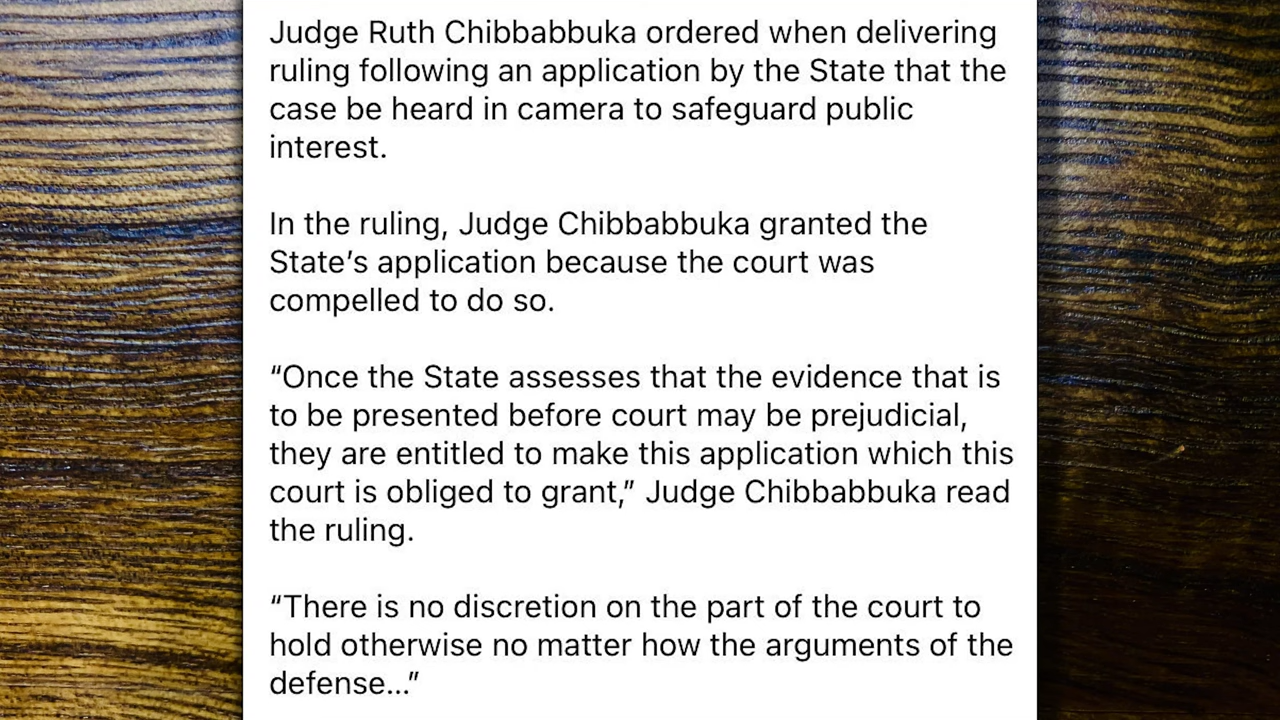 Judge Ruth Chibbabbuka ordered when delivering
ruling following an application by the State that the
case be heard in camera to safeguard public
interest.
In the ruling, Judge Chibbabbuka granted the
State’s application because the court was
compelled to do so.
“Once the State assesses that the evidence that is
to be presented before court may be prejudicial,
they are entitled to make this application which this
court is obliged to grant,” Judge Chibbabbuka read
the ruling.
“There is no discretion on the part of the court to
hold otherwise no matter how the arguments of the
defense...”